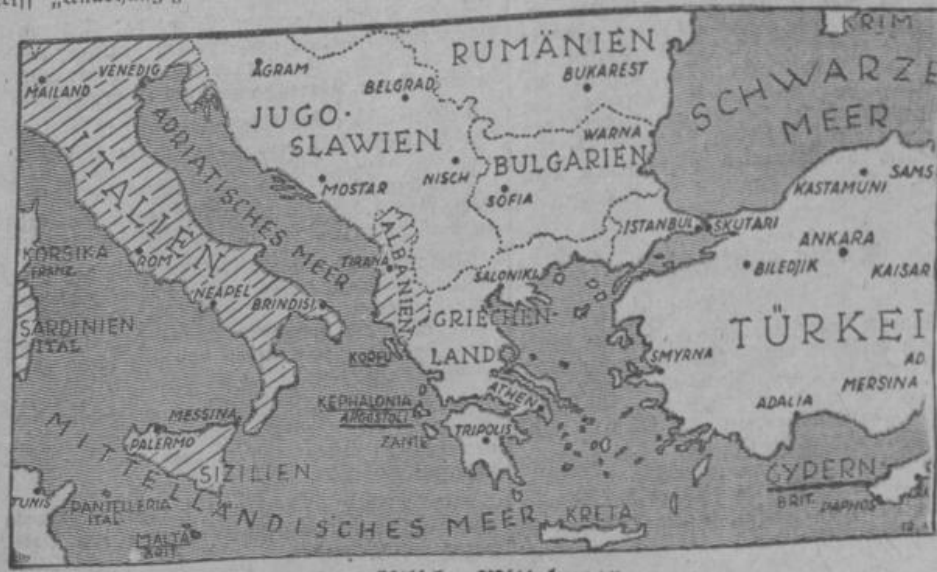 KRIM
RUMÄNIEN
AGRAM
VENEDIG
MAILAND
BUKAREST
BELGRAD
SCHWARZE
MEER
JUGO-
SLAWIEN
WARNA
BULGARIEN
ADRIATISCHES MEER
ITALIEN
NISCH
MOSTAR
SOFIA
KASTAMUNI
SAMS
ISTANBUL
SKUTARI
ALBANIEN
TIRANA
ANKARA
KORSIKA
FRANZ.
ROM
SALONIKI
BILEDJIK
KAISAR
NEAPEL
BRINDISI
SARDINIEN
ITAL
GRIECHEN-
LAND
TÜRKEI
KORFU
SMYRNA
AD.
MERSINA
KEPHALONIA
ARGOSTOLI
ATHEN
ADALIA
MESSINA
PALERMO
ZANTE
TRIPOLIS
SIZILIEN
CYPERN
BRIT.
PAPHOS
TUNIS
PANTELLERIA
ITAL
MITTELLÄNDISCHES MEER
KRETA
MALTA
BRIT.